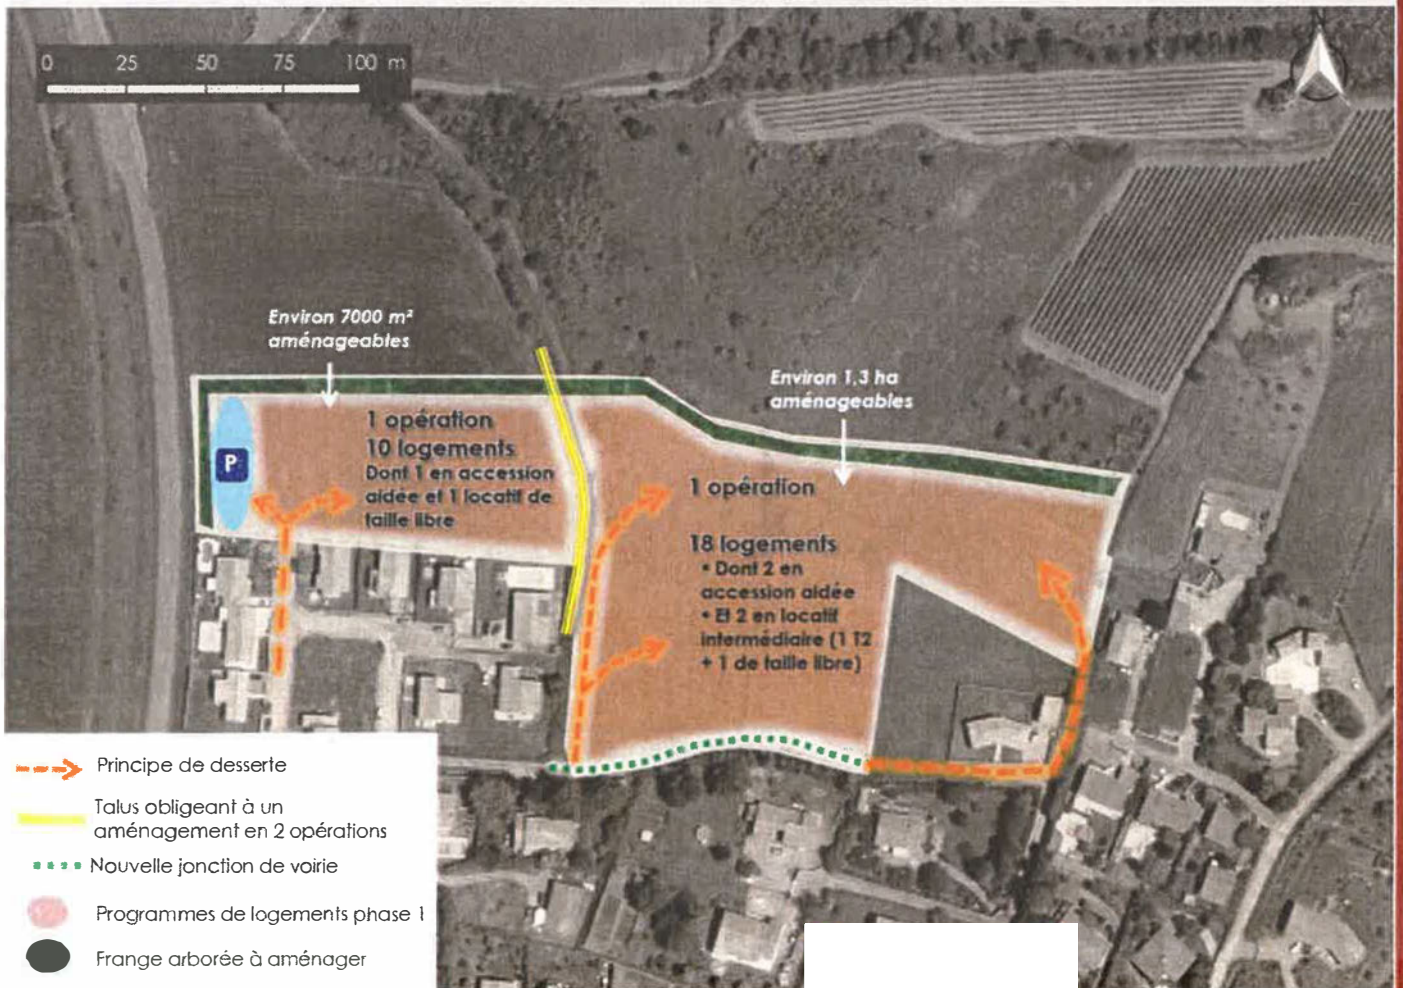 0 25 50 75 100 m
Environ 7000 m²
aménageables
Environ 1,3 ha
aménageables
P
1 opération
10 logements
Dont 1 en accession
aidée et 1 locatif de
taille libre
1 opération
18 logements
• Dont 2 en
accession aidée
• Et 2 en locatif
intermédiaire (1 T2
+ 1 de taille libre)
Principe de desserte
Talus obligeant à un
aménagement en 2 opérations
Nouvelle jonction de voirie
Programmes de logements phase 1
Frange arborée à aménager